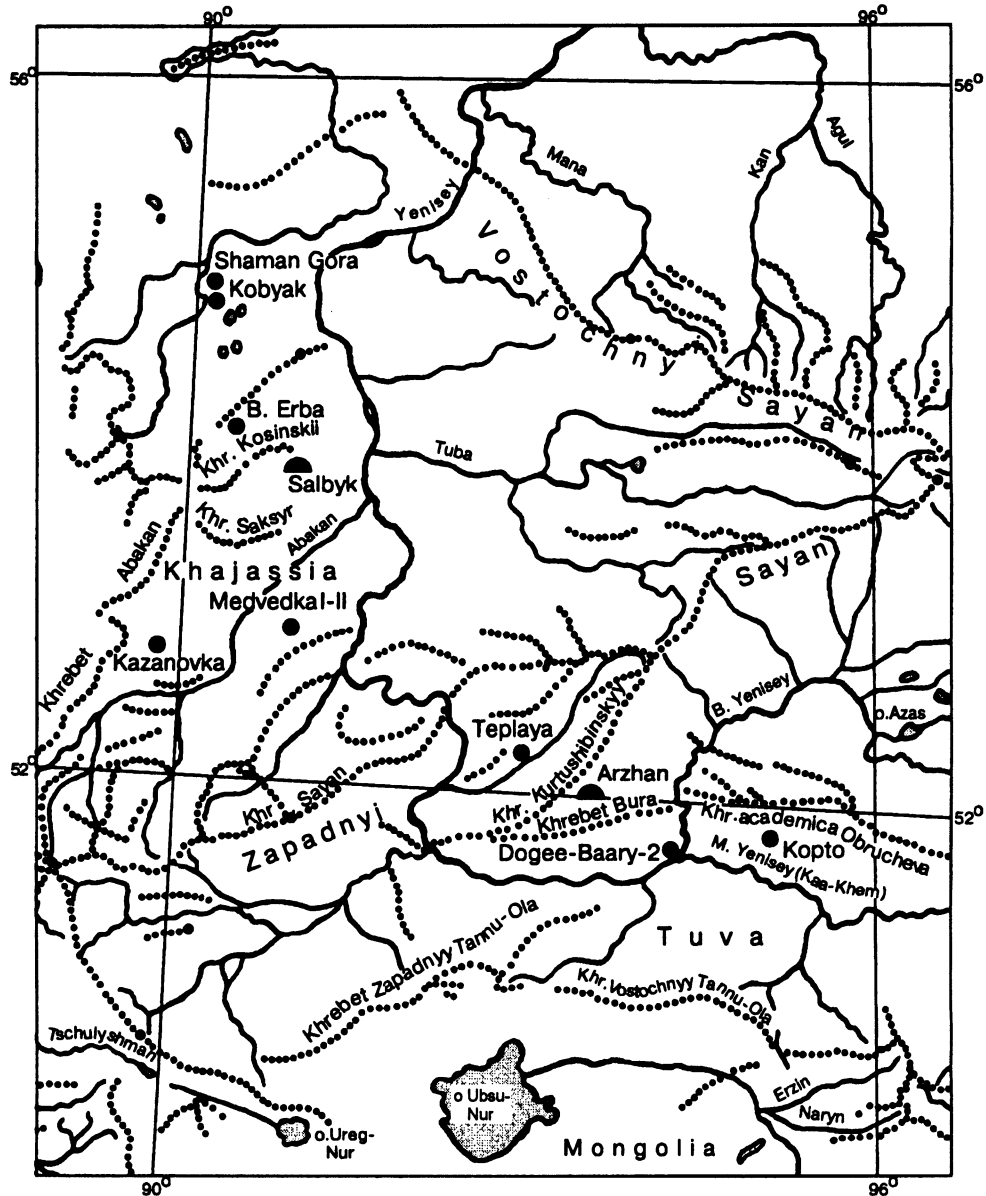 90°
96°
56°
56°
Agul
Kan
Mana
Yenisey
Vostochny Sayan
Shaman Gora
Kobyak
B. Erba
Khr. Kosinskii
Salbyk
Tuba
Khr. Saksyr
Abakan
Abakan
Khajassia
Sayan
Medvedka I-II
Kazanovka
Khrebet
B. Yenisey
o.Azas
Teplaya
52°
Khr. Kurtushibinskyy
Arzhan
Khr. Sayan
Zapadnyj
Khrebet Bura
52°
Khr. academica Obrucheva
Dogee-Baary-2
Kopto
M. Yenisey (Kaa-Khem)
Khrebet Zapadnyy Tannu-Ola
Tuva
Khr. Vostochnyy Tannu-Ola
Tschulyshman
o Ubsu-
Nur
Erzin
Naryn
o.Ureg-
Nur
Mongolia
90°
96°